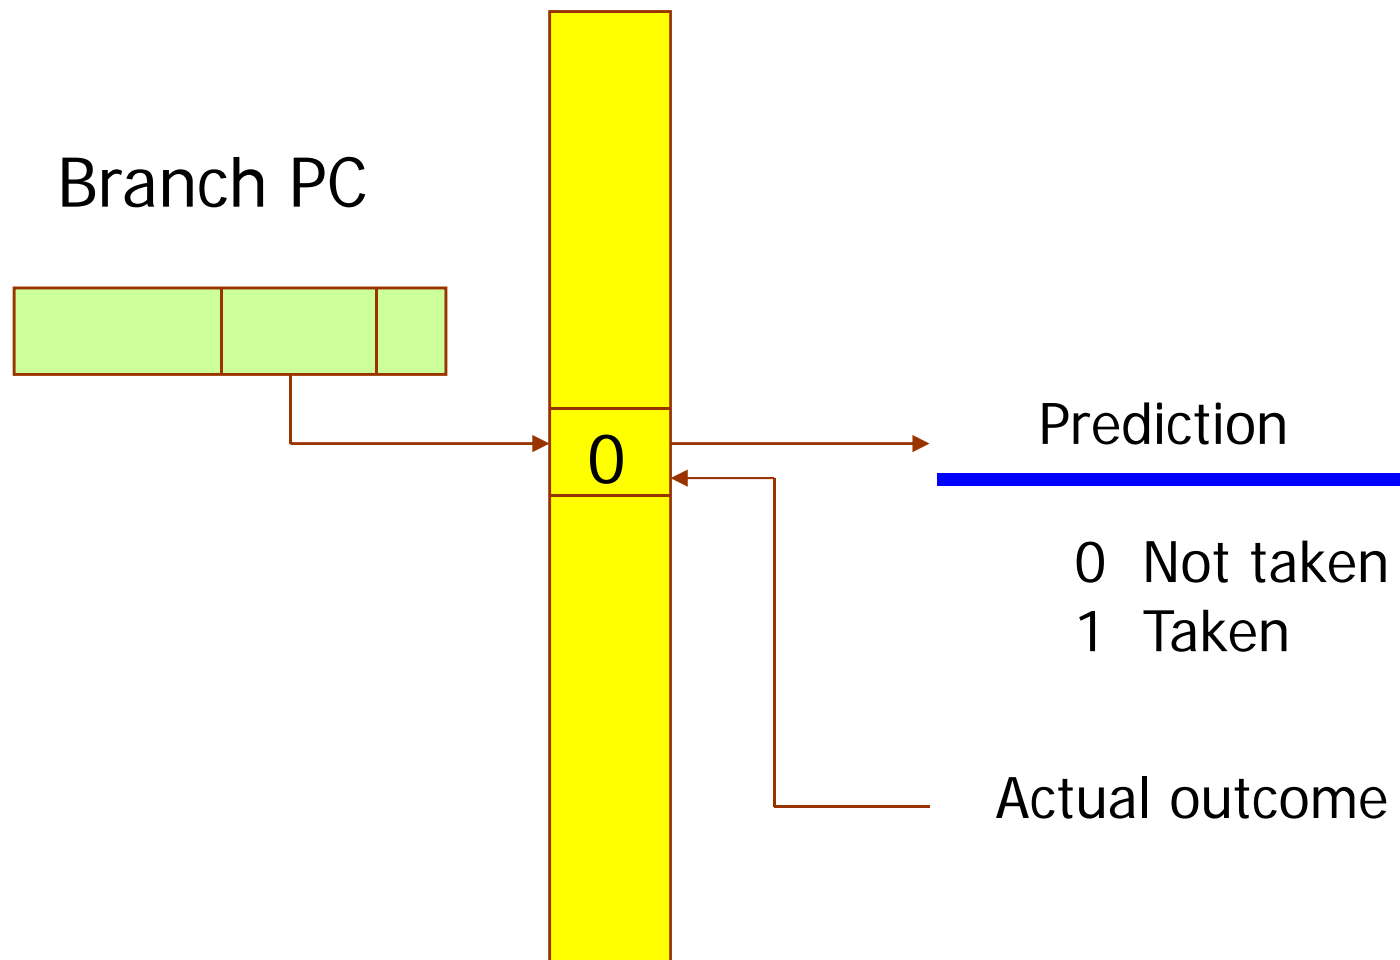 Branch PC
0
Prediction
0 Not taken
1 Taken
Actual outcome